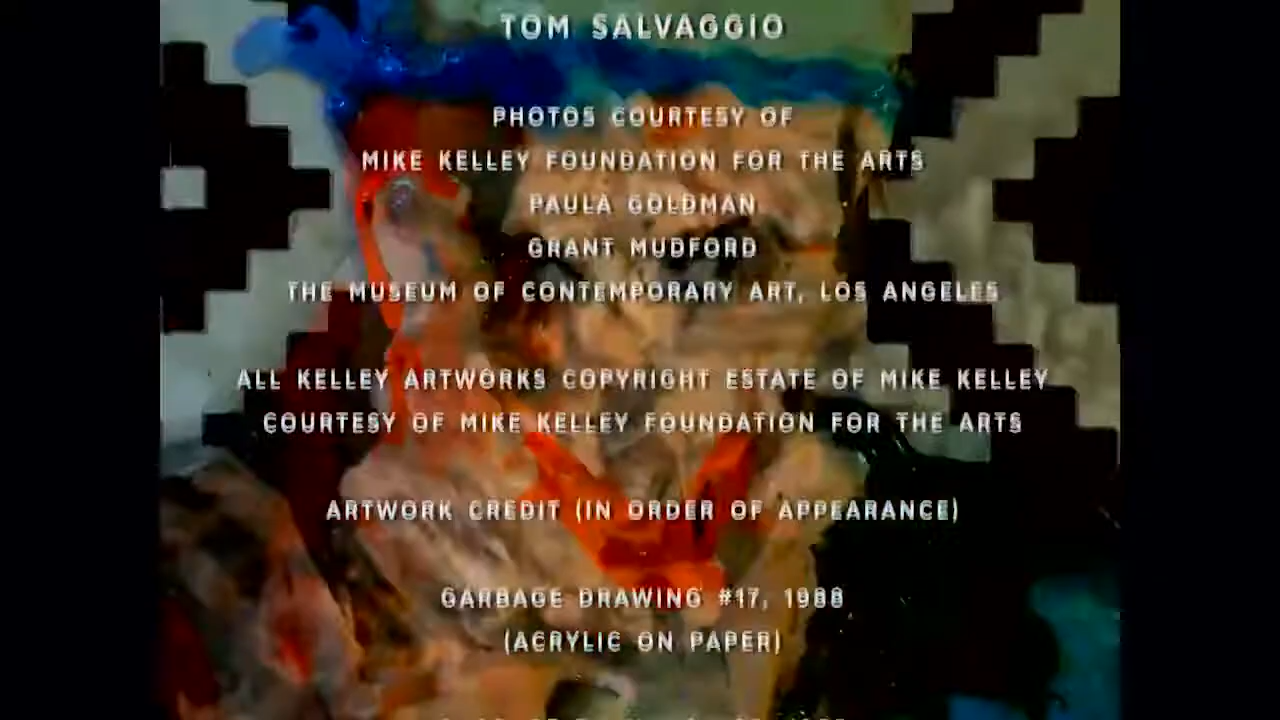 TOM SALVAGGIO
PHOTOS COURTESY OF
MIKE KELLEY FOUNDATION FOR THE ARTS
PAULA GOLDMAN
GRANT MUDFORD
THE MUSEUM OF CONTEMPORARY ART, LOS ANGELES
ALL KELLEY ARTWORKS COPYRIGHT ESTATE OF MIKE KELLEY
COURTESY OF MIKE KELLEY FOUNDATION FOR THE ARTS
ARTWORK CREDIT (IN ORDER OF APPEARANCE)
GARBAGE DRAWING #17, 1988
(ACRYLIC ON PAPER)